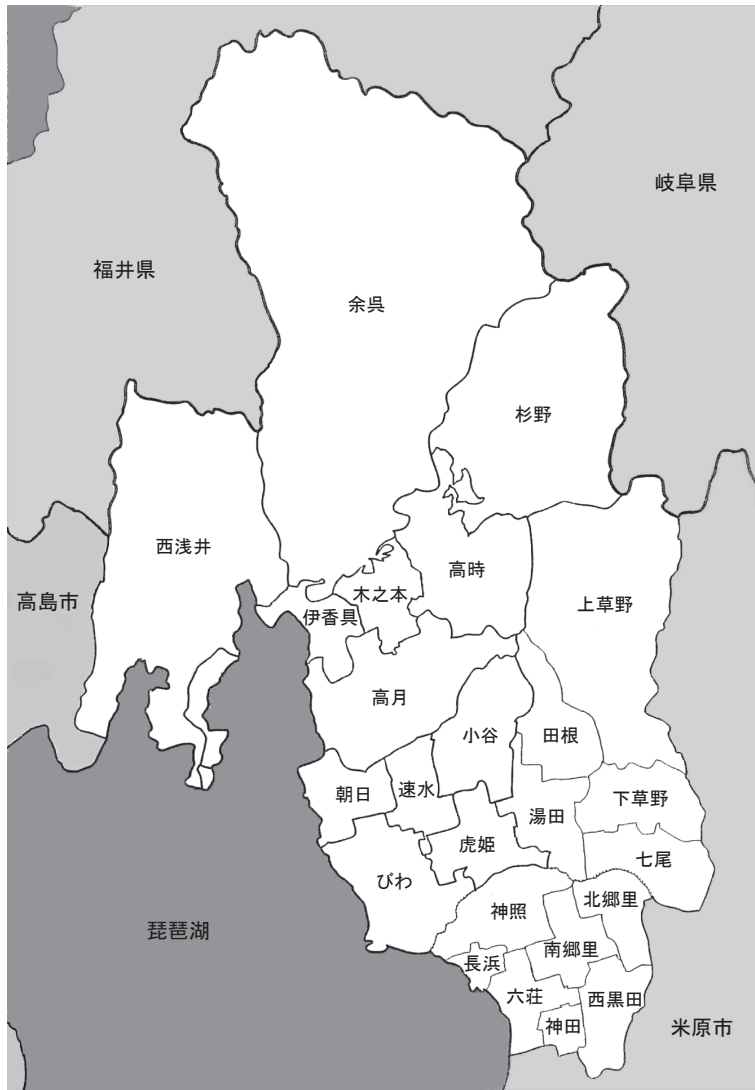 岐阜県
福井県
余呉
杉野
西浅井
高時
高島市
木之本
上草野
伊香具
高月
小谷
田根
朝日
速水
下草野
湯田
虎姫
七尾
びわ
北郷里
神照
琵琶湖
南郷里
長浜
六荘
西黒田
神田
米原市